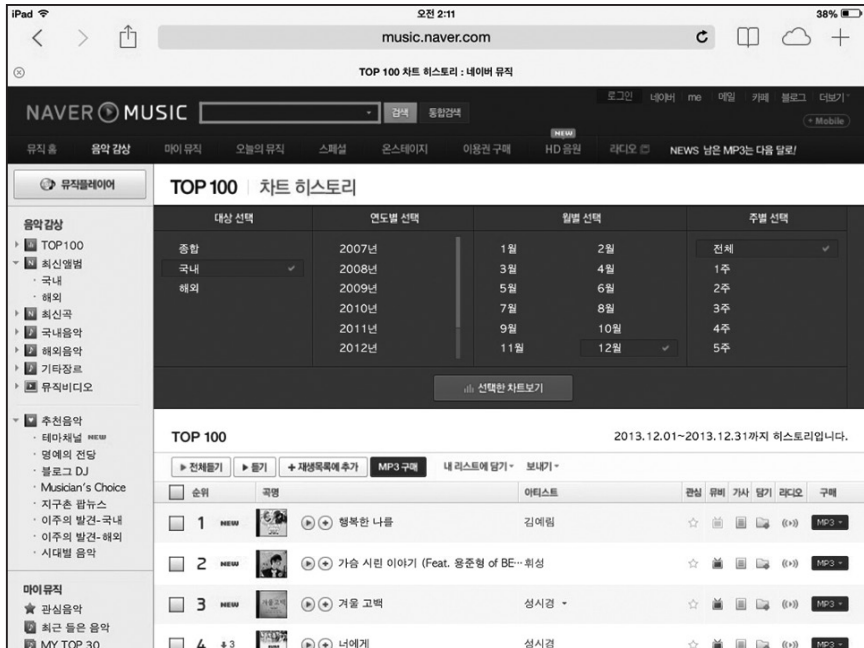 iPad 오전 2:11 38%
music.naver.com
TOP 100 차트 히스토리 : 네이버 뮤직
로그인 네이버 me 메일 카페 블로그 더보기
NAVER MUSIC 검색 통합검색 + Mobile
NEW
뮤직 홈 음악 감상 마이 뮤직 오늘의 뮤직 스페셜 온스테이지 이용권 구매 HD 음원 라디오 NEWS 남은 MP3는 다음 달로!
뮤직플레이어
음악 감상
TOP100
최신앨범
국내
해외
최신곡
국내음악
해외음악
기타장르
뮤직비디오
추천음악
테마채널 NEW
명예의 전당
블로그 DJ
Musician's Choice
지구촌 팝뉴스
이주의 발견-국내
이주의 발견-해외
시대별 음악
마이 뮤직
관심음악
최근 들은 음악
MY TOP 30
TOP 100 차트 히스토리
대상 선택 연도별 선택 월별 선택 주별 선택
종합 2007년 1월 2월 전체
국내 2008년 3월 4월 1주
해외 2009년 5월 6월 2주
2010년 7월 8월 3주
2011년 9월 10월 4주
2012년 11월 12월 5주
선택한 차트보기
TOP 100 2013.12.01~2013.12.31까지 히스토리입니다.
전체듣기 듣기 + 재생목록에 추가 MP3 구매 내 리스트에 담기 보내기
순위 곡명 아티스트 관심 뮤비 가사 담기 라디오 구매
1 NEW 행복한 나를 김예림 MP3
2 NEW 가슴 시린 이야기 (Feat. 용준형 of BE… 휘성 MP3
3 NEW 겨울고백 겨울 고백 성시경 MP3
4 3 너에게 성시경 MP3